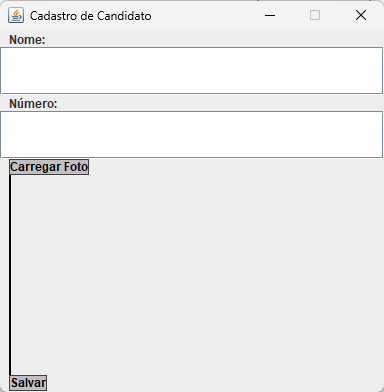 Cadastro de Candidato
Nome:
Número:
Carregar Foto
Salvar